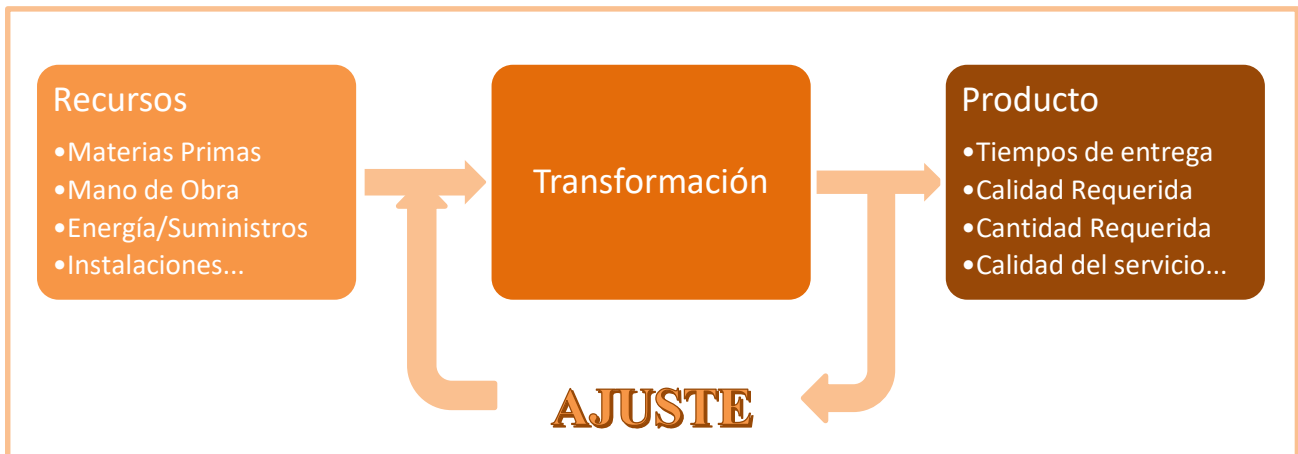 Recursos
•Materias Primas
•Mano de Obra
•Energía/Suministros
•Instalaciones...
Transformación
Producto
•Tiempos de entrega
•Calidad Requerida
•Cantidad Requerida
•Calidad del servicio...
AJUSTE